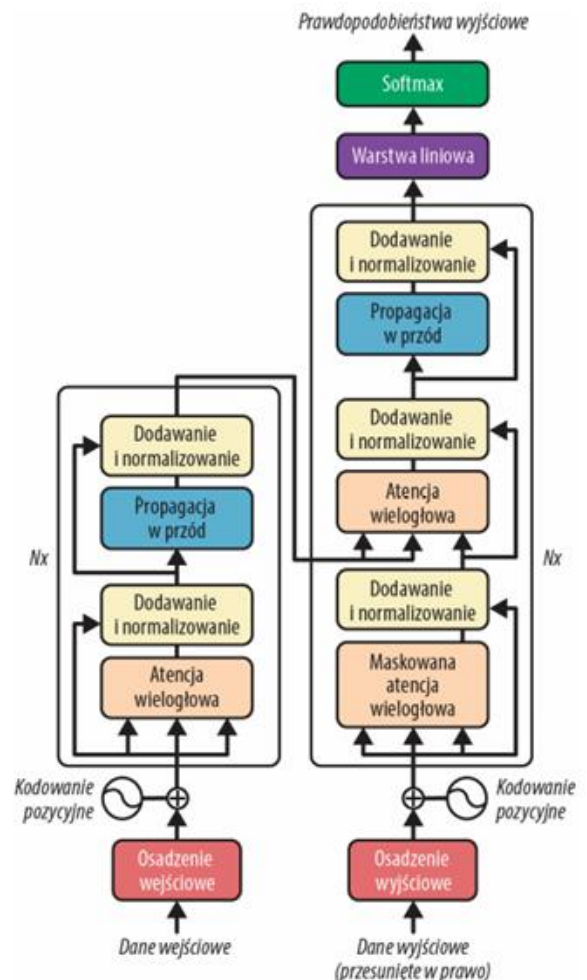 Prawdopodobieństwa wyjściowe
Softmax
Warstwa liniowa
Dodawanie
i normalizowanie
Propagacja
w przód
Dodawanie
i normalizowanie
Atencja
wielogłowa
Dodawanie
i normalizowanie
Maskowana
atencja
wielogłowa
Nx
Kodowanie
pozycyjne
Osadzenie
wyjściowe
Dane wyjściowe
(przesunięte w prawo)
Dodawanie
i normalizowanie
Propagacja
w przód
Nx
Dodawanie
i normalizowanie
Atencja
wielogłowa
Kodowanie
pozycyjne
Osadzenie
wejściowe
Dane wejściowe